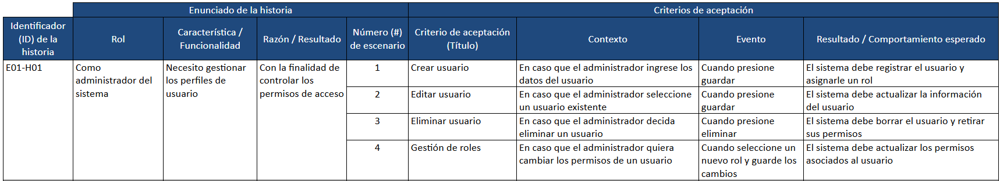 Enunciado de la historia
Criterios de aceptación
Identificador
(ID) de la
historia
Rol
Característica /
Funcionalidad
Razón / Resultado
Número (#)
de escenario
Criterio de aceptación
(Título)
Contexto
Evento
Resultado / Comportamiento esperado
E01-H01
Como
administrador del
sistema
Necesito gestionar
los perfiles de
usuario
Con la finalidad de
controlar los
permisos de acceso
1
Crear usuario
En caso que el administrador ingrese los
datos del usuario
Cuando presione
guardar
El sistema debe registrar el usuario y
asignarle un rol
2
Editar usuario
En caso que el administrador seleccione
un usuario existente
Cuando presione
guardar
El sistema debe actualizar la información
del usuario
3
Eliminar usuario
En caso que el administrador decida
eliminar un usuario
Cuando presione
eliminar
El sistema debe borrar el usuario y retirar
sus permisos
4
Gestión de roles
En caso que el administrador quiera
cambiar los permisos de un usuario
Cuando seleccione un
nuevo rol y guarde los
cambios
El sistema debe actualizar los permisos
asociados al usuario